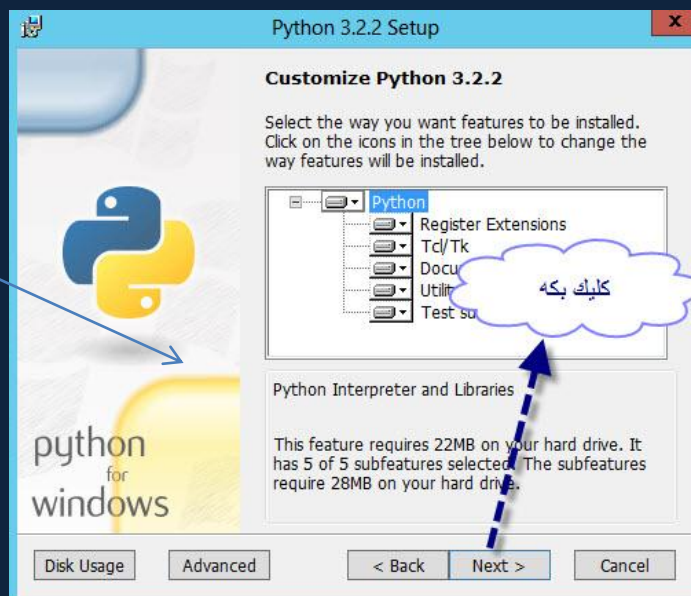 Python 3.2.2 Setup
x
Customize Python 3.2.2
Select the way you want features to be installed.
Click on the icons in the tree below to change the
way features will be installed.
Python
Register Extensions
Tcl/Tk
Test
كليك بكه
Python Interpreter and Libraries
This feature requires 22MB on your hard drive. It
has 5 of 5 subfeatures selected. The subfeatures
require 28MB on your hard drive.
python
for
windows
Disk Usage
Advanced
< Back
Next >
Cancel